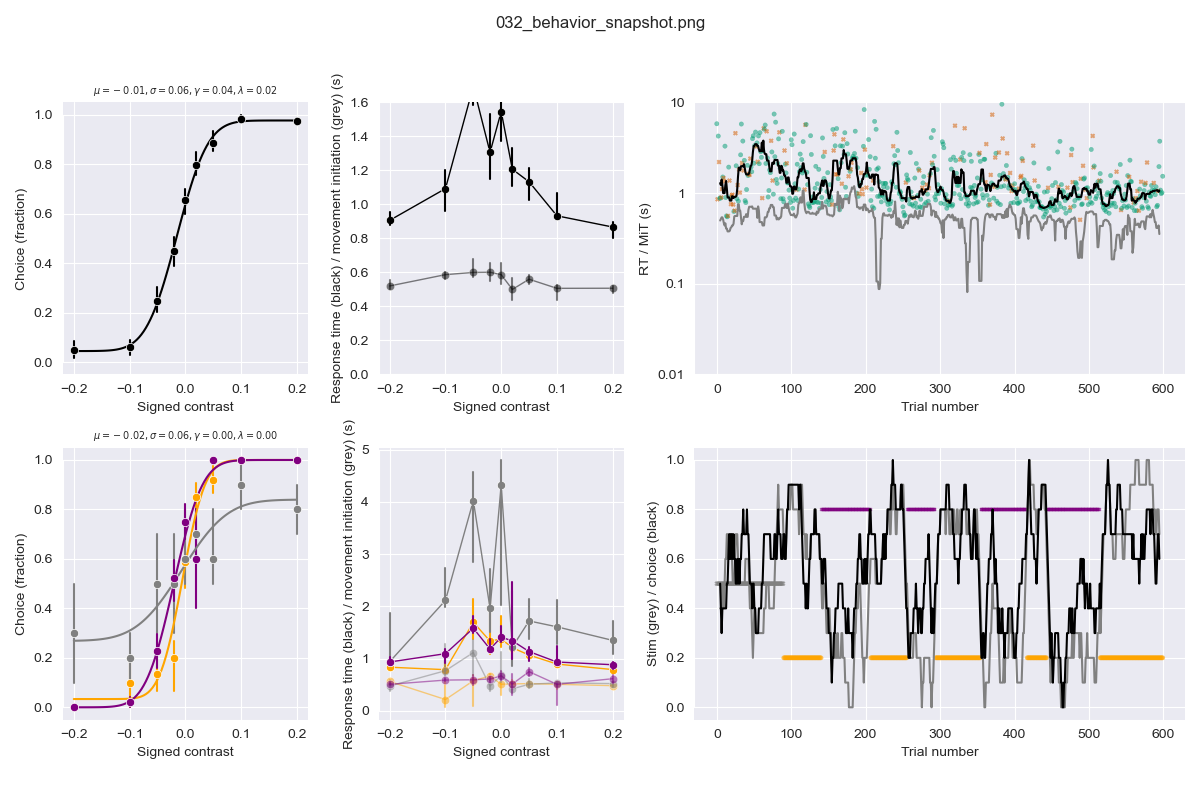 032_behavior_snapshot.png
μ = − 0.01, σ = 0.06, γ = 0.04, λ = 0.02
Choice (fraction)
1.0
0.8
0.6
0.4
0.2
0.0
−0.2 −0.1 0.0 0.1 0.2
Signed contrast
Response time (black) / movement initiation (grey) (s)
1.6
1.4
1.2
1.0
0.8
0.6
0.4
0.2
0.0
−0.2 −0.1 0.0 0.1 0.2
Signed contrast
RT / MiT (s)
10
1
0.1
0.01
0 100 200 300 400 500 600
Trial number
μ = − 0.02, σ = 0.06, γ = 0.00, λ = 0.00
Choice (fraction)
1.0
0.8
0.6
0.4
0.2
0.0
−0.2 −0.1 0.0 0.1 0.2
Signed contrast
Response time (black) / movement initiation (grey) (s)
5
4
3
2
1
0
−0.2 −0.1 0.0 0.1 0.2
Signed contrast
Stim (grey) / choice (black)
1.0
0.8
0.6
0.4
0.2
0.0
0 100 200 300 400 500 600
Trial number